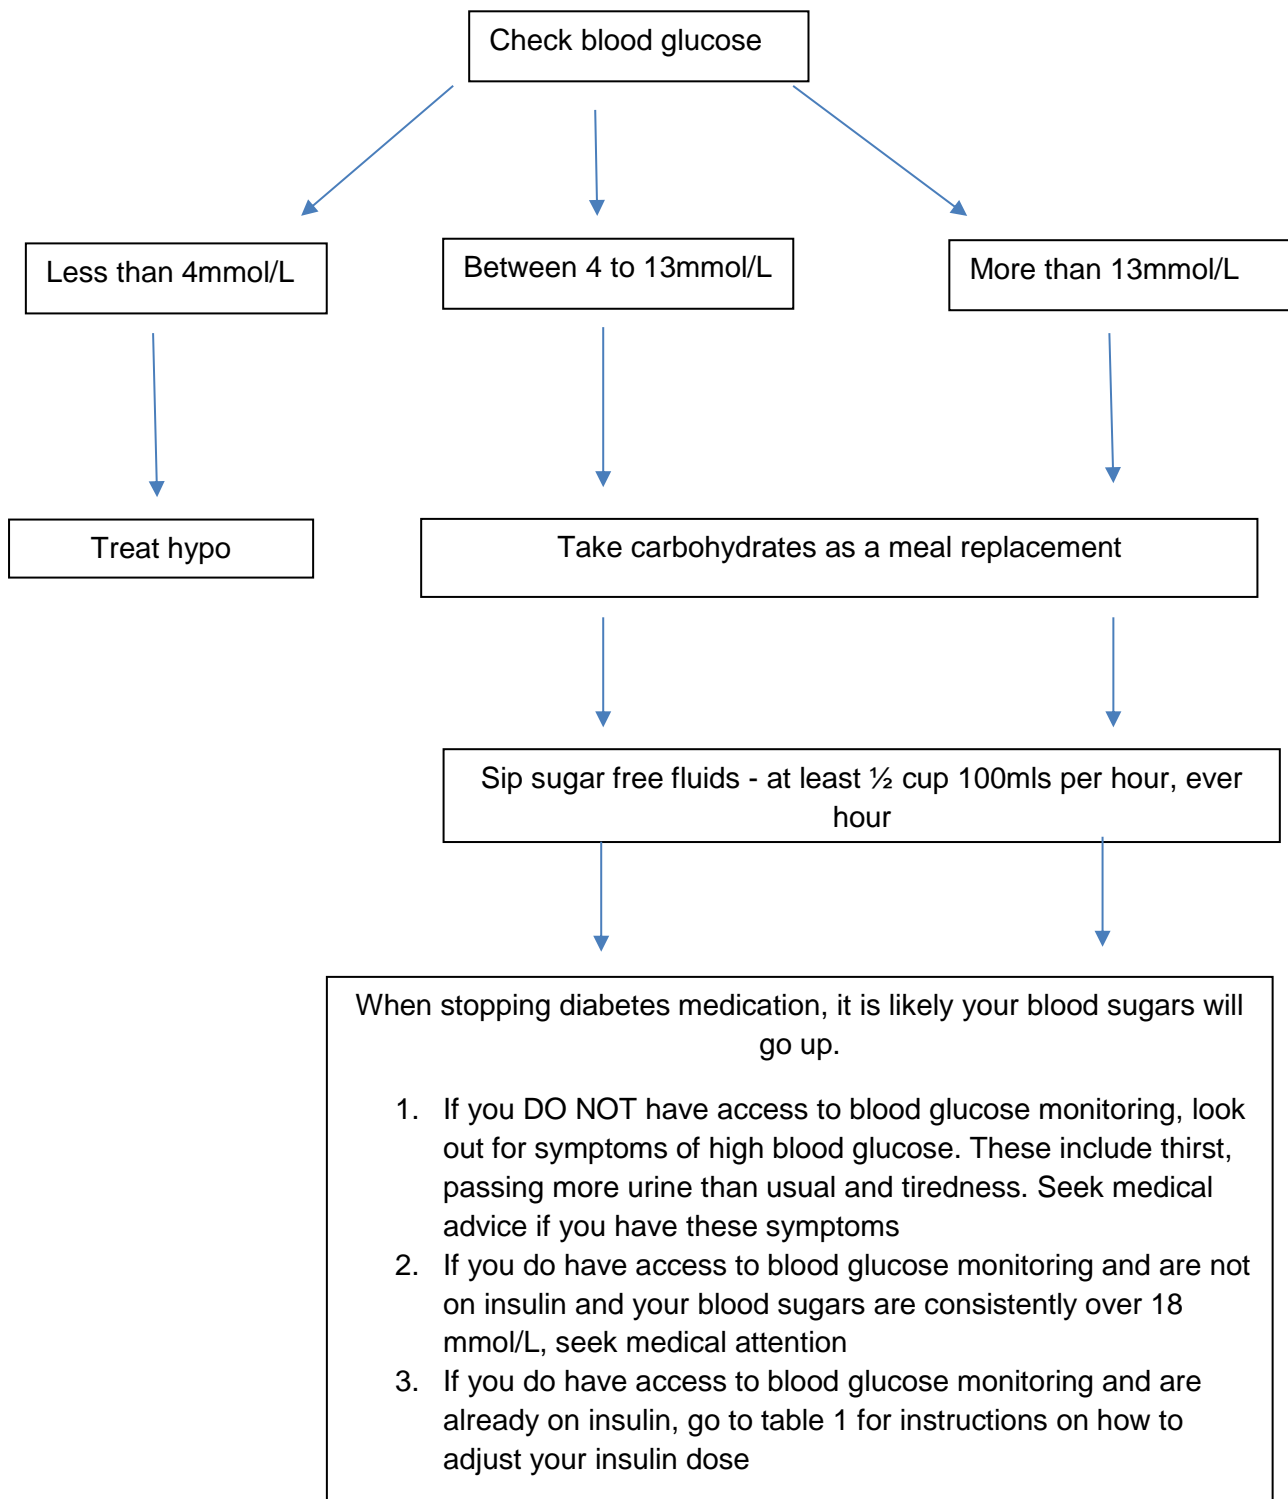 Check blood glucose
Less than 4mmol/L
Between 4 to 13mmol/L
More than 13mmol/L
Treat hypo
Take carbohydrates as a meal replacement
Sip sugar free fluids - at least ½ cup 100mls per hour, ever
hour
When stopping diabetes medication, it is likely your blood sugars will
go up.
1. If you DO NOT have access to blood glucose monitoring, look
out for symptoms of high blood glucose. These include thirst,
passing more urine than usual and tiredness. Seek medical
advice if you have these symptoms
2. If you do have access to blood glucose monitoring and are not
on insulin and your blood sugars are consistently over 18
mmol/L, seek medical attention
3. If you do have access to blood glucose monitoring and are
already on insulin, go to table 1 for instructions on how to
adjust your insulin dose